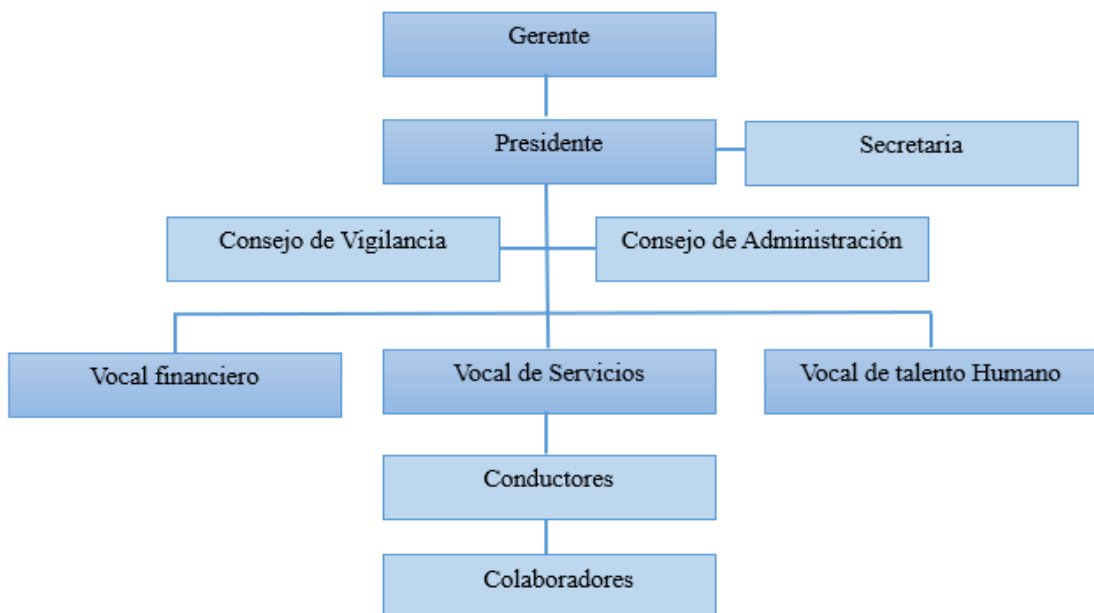 Gerente
Presidente
Secretaria
Consejo de Vigilancia
Consejo de Administración
Vocal financiero
Vocal de Servicios
Vocal de talento Humano
Conductores
Colaboradores